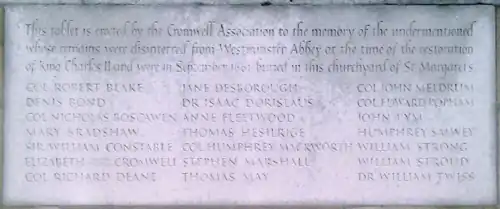 This tablet is erected by the Cromwell Association to the memory of the undermentioned
whose remains were disinterred from Westminster Abbey at the time of the restoration
of King Charles II and were in September 1661 buried in this churchyard of St Margaret's
COL ROBERT BLAKE JANE DESBOROUGH COL JOHN MELDRUM
DENIS BOND DR ISAAC DORISLAUS COL EDWARD POPHAM
COL NICHOLAS BOSCAWEN ANNE FLEETWOOD JOHN PYM
MARY BRADSHAW THOMAS HESILRIGE HUMPHREY SALWEY
SIR WILLIAM CONSTABLE COL HUMPHREY MACKWORTH WILLIAM STRONG
ELIZABETH CROMWELL STEPHEN MARSHALL WILLIAM STROUD
COL RICHARD DEANE THOMAS MAY DR WILLIAM TWISS